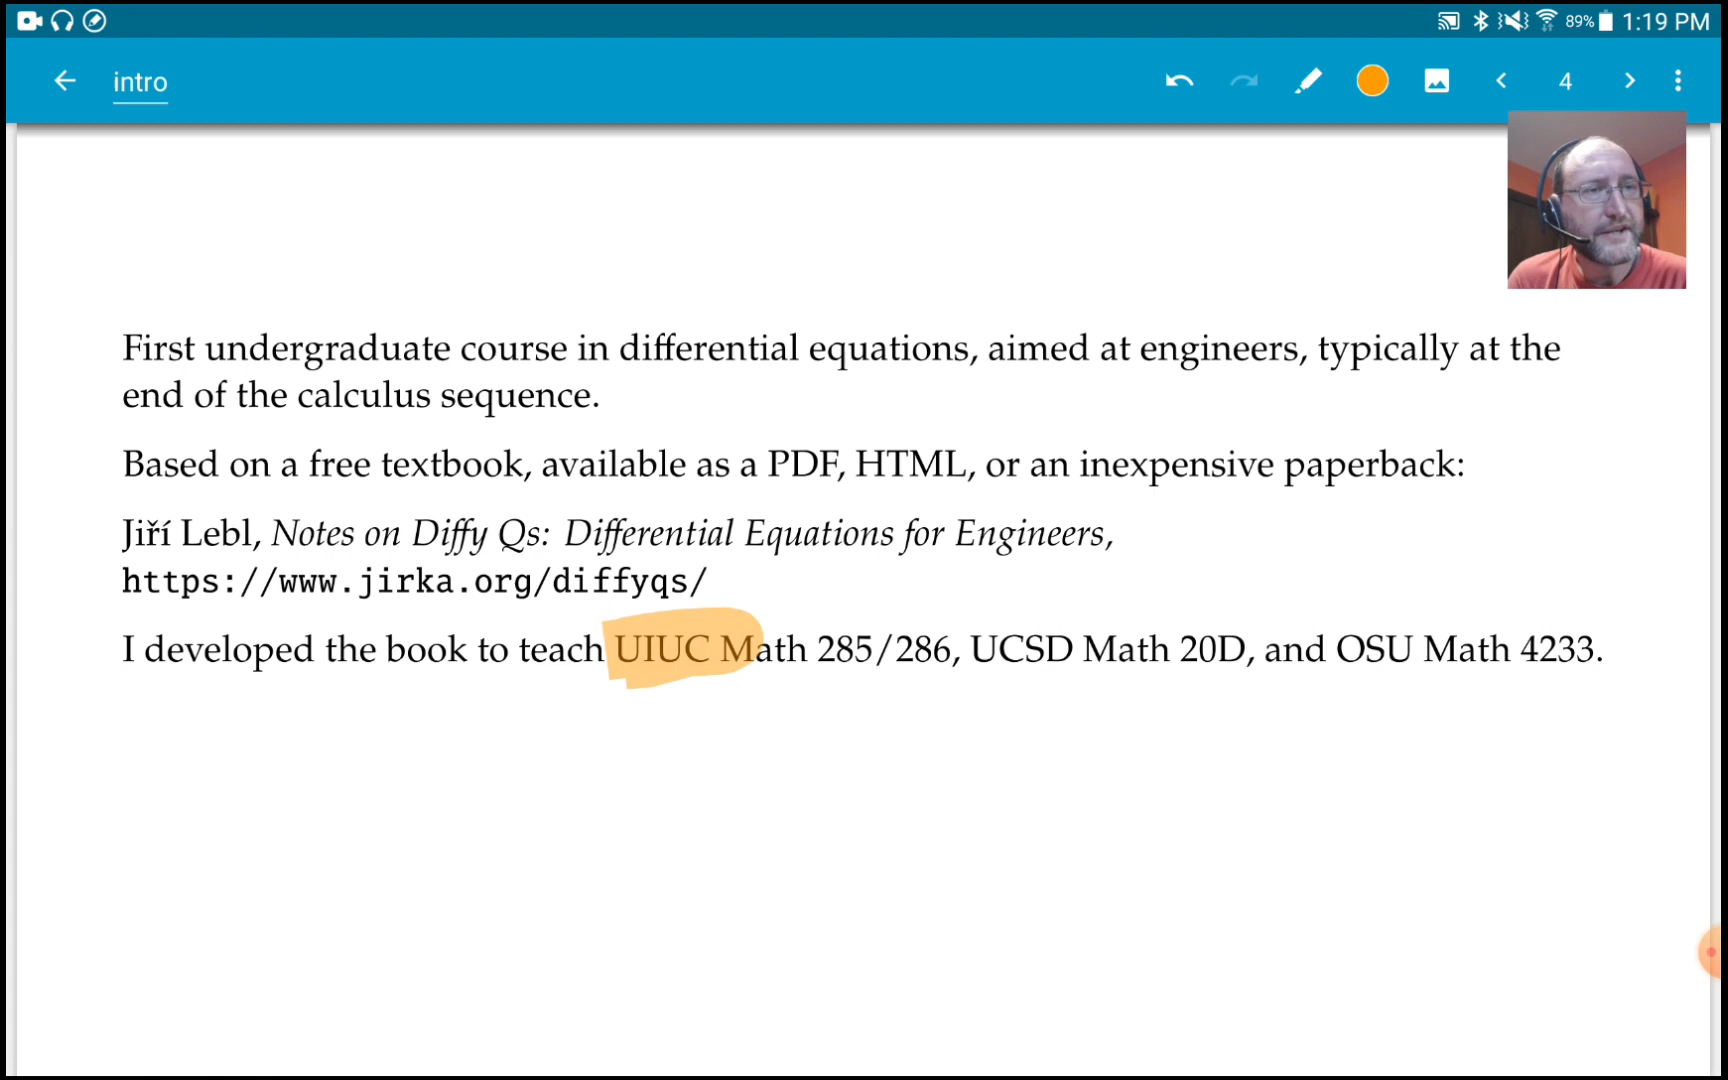 89% 1:19 PM
intro
4
First undergraduate course in differential equations, aimed at engineers, typically at the
end of the calculus sequence.
Based on a free textbook, available as a PDF, HTML, or an inexpensive paperback:
Jiří Lebl, Notes on Diffy Qs: Differential Equations for Engineers,
https://www.jirka.org/diffyqs/
I developed the book to teach UIUC Math 285/286, UCSD Math 20D, and OSU Math 4233.